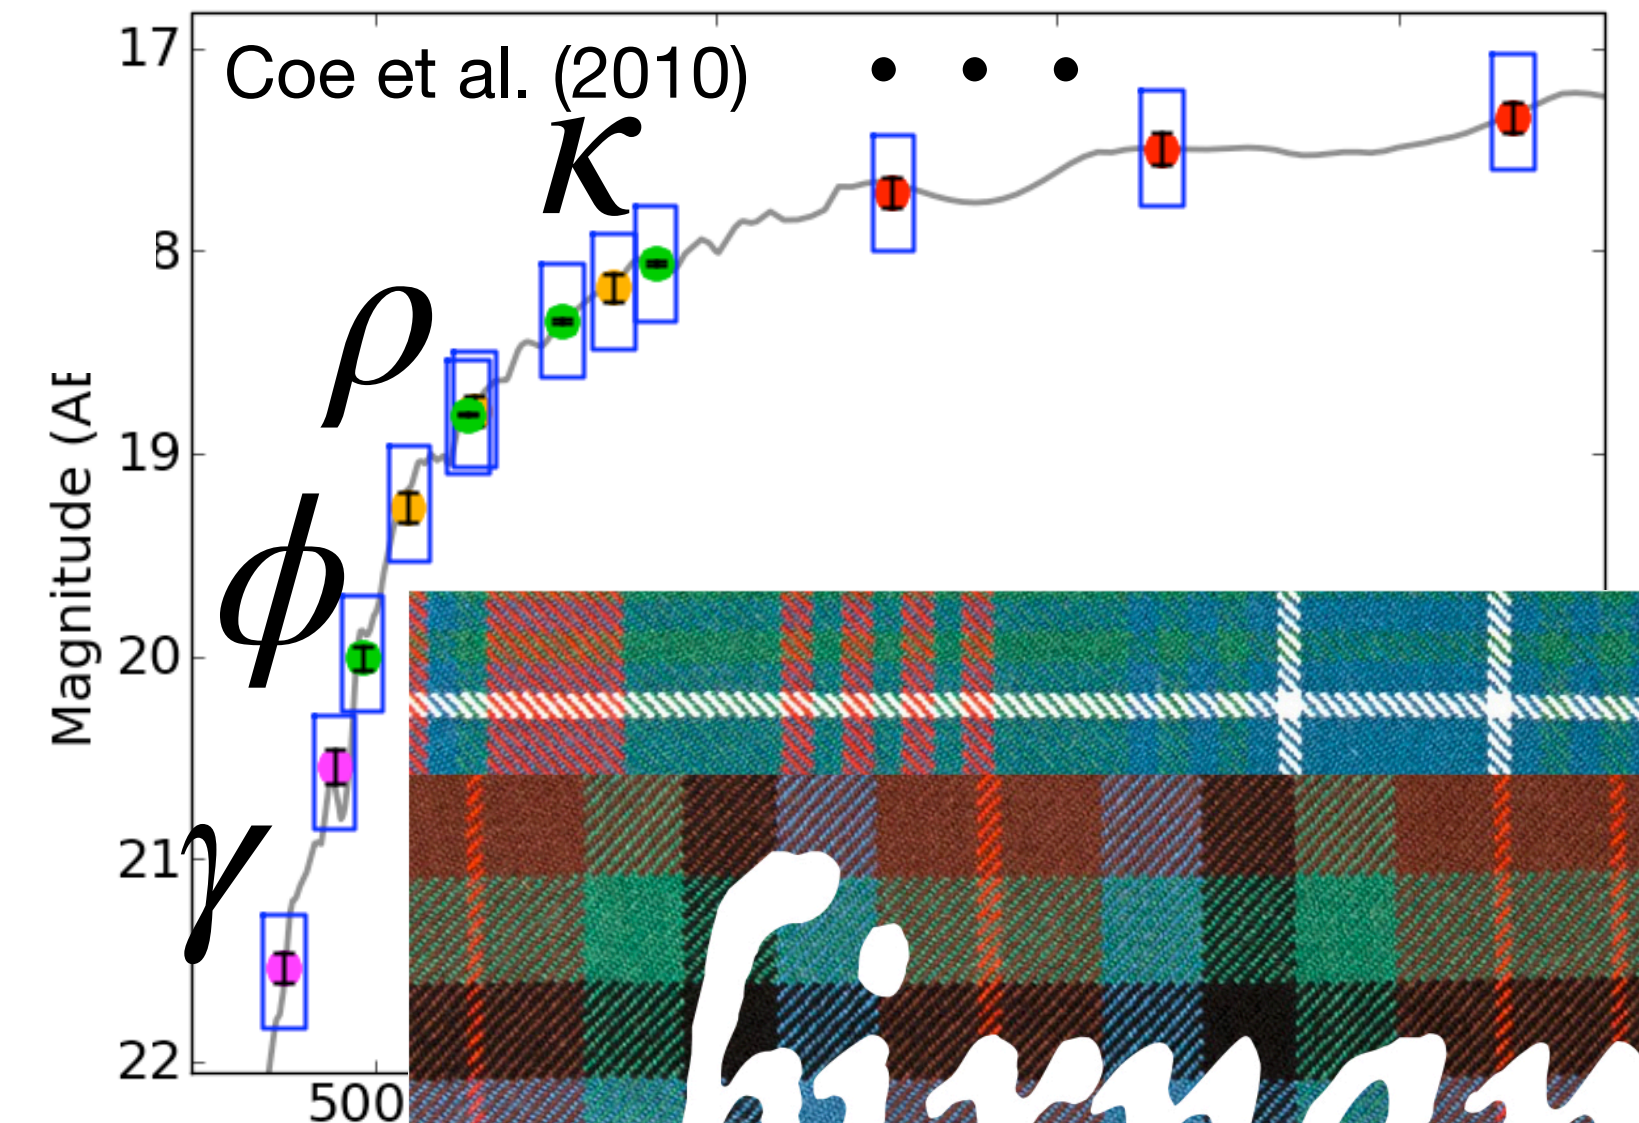 17
Coe et al. (2010)
• • •
κ
8
ρ
19
Magnitude (AB
ϕ
20
γ
21
22
500